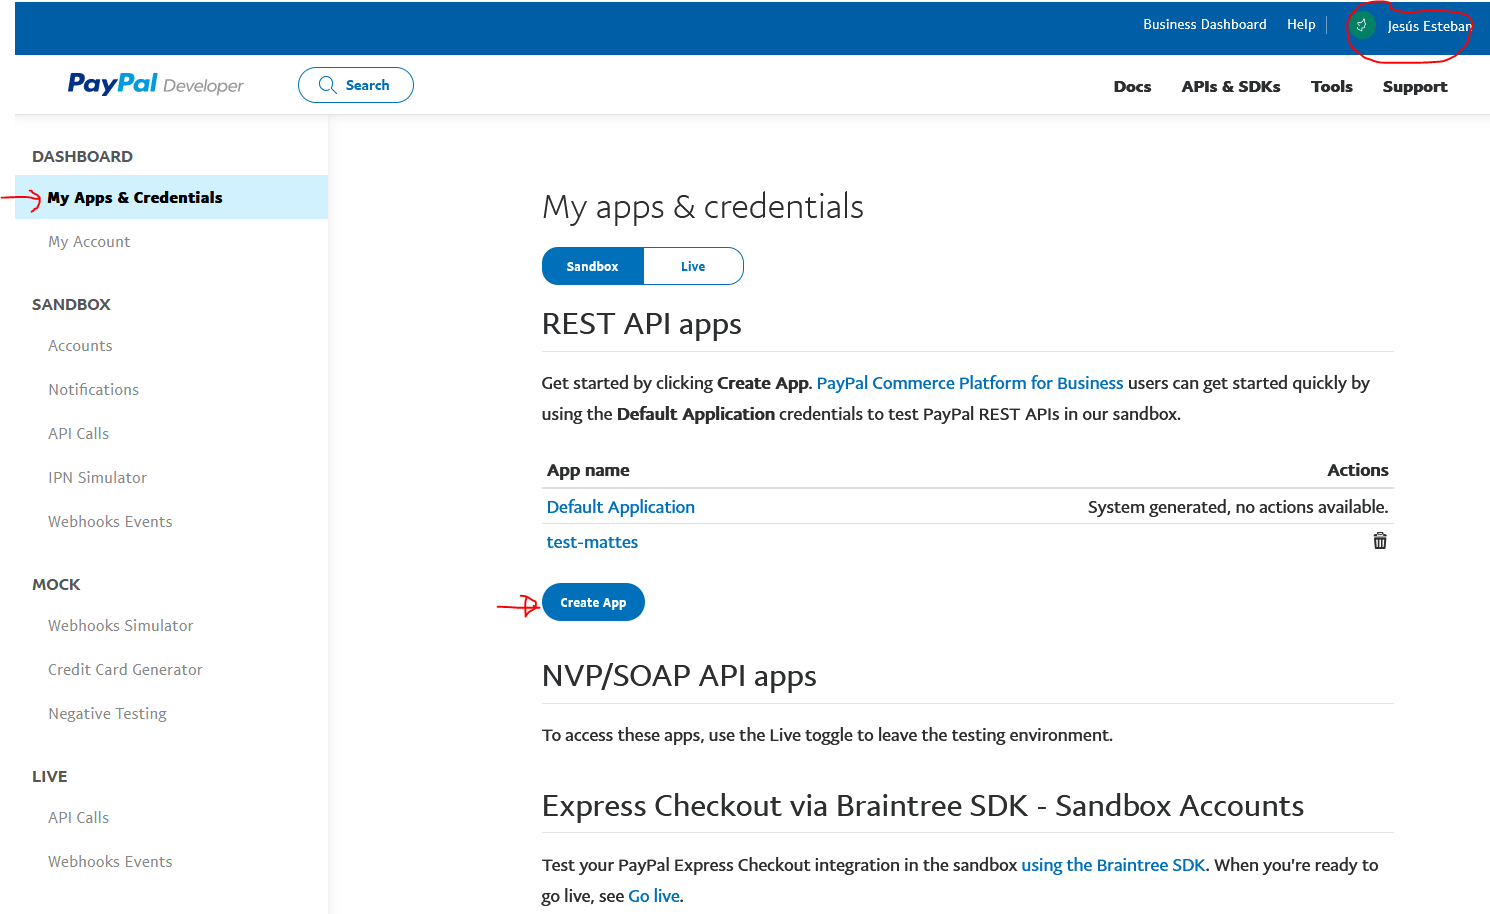 Business Dashboard Help Jesús Esteban
PayPal Developer Search Docs APIs & SDKs Tools Support
DASHBOARD
My Apps & Credentials
My Account
SANDBOX
Accounts
Notifications
API Calls
IPN Simulator
Webhooks Events
MOCK
Webhooks Simulator
Credit Card Generator
Negative Testing
LIVE
API Calls
Webhooks Events
My apps & credentials
Sandbox Live
REST API apps
Get started by clicking Create App. PayPal Commerce Platform for Business users can get started quickly by
using the Default Application credentials to test PayPal REST APIs in our sandbox.
App name Actions
Default Application System generated, no actions available.
test-mattes
Create App
NVP/SOAP API apps
To access these apps, use the Live toggle to leave the testing environment.
Express Checkout via Braintree SDK - Sandbox Accounts
Test your PayPal Express Checkout integration in the sandbox using the Braintree SDK. When you're ready to
go live, see Go live.